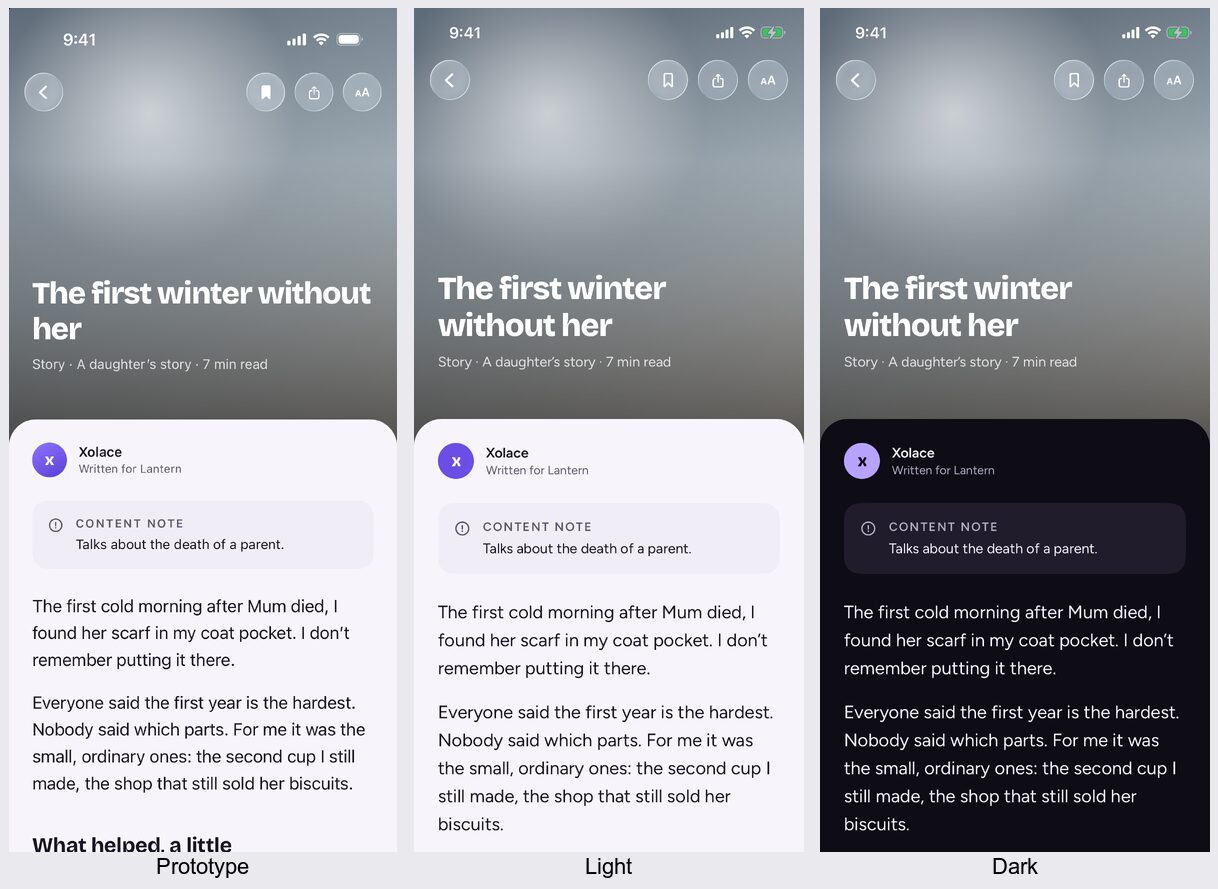 9:41
AA
The first winter without
her
Story · A daughter's story · 7 min read
X
Xolace
Written for Lantern
CONTENT NOTE
Talks about the death of a parent.
The first cold morning after Mum died, I
found her scarf in my coat pocket. I don't
remember putting it there.
Everyone said the first year is the hardest.
Nobody said which parts. For me it was the
small, ordinary ones: the second cup I still
made, the shop that still sold her biscuits.
What helped, a little
Prototype
9:41
AA
The first winter
without her
Story · A daughter's story · 7 min read
X
Xolace
Written for Lantern
CONTENT NOTE
Talks about the death of a parent.
The first cold morning after Mum died, I
found her scarf in my coat pocket. I don't
remember putting it there.
Everyone said the first year is the hardest.
Nobody said which parts. For me it was
the small, ordinary ones: the second cup I
still made, the shop that still sold her
biscuits.
Light
9:41
AA
The first winter
without her
Story · A daughter's story · 7 min read
X
Xolace
Written for Lantern
CONTENT NOTE
Talks about the death of a parent.
The first cold morning after Mum died, I
found her scarf in my coat pocket. I don't
remember putting it there.
Everyone said the first year is the hardest.
Nobody said which parts. For me it was
the small, ordinary ones: the second cup I
still made, the shop that still sold her
biscuits.
Dark